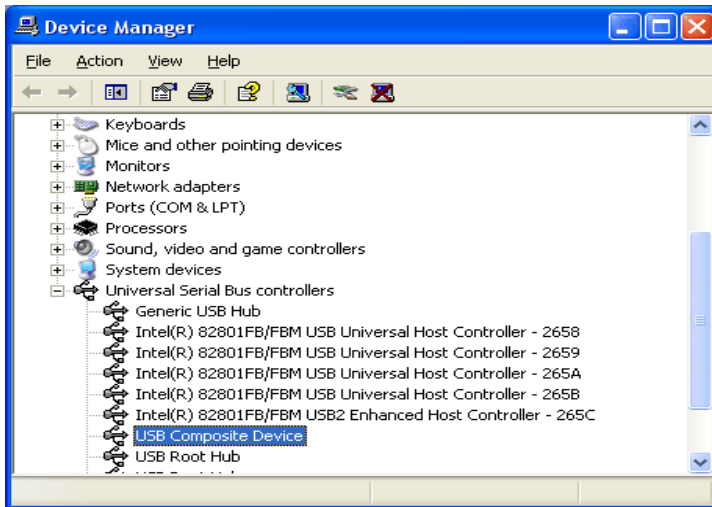 Device Manager
File Action View Help
Keyboards
Mice and other pointing devices
Monitors
Network adapters
Ports (COM & LPT)
Processors
Sound, video and game controllers
System devices
Universal Serial Bus controllers
Generic USB Hub
Intel(R) 82801FB/FBM USB Universal Host Controller - 2658
Intel(R) 82801FB/FBM USB Universal Host Controller - 2659
Intel(R) 82801FB/FBM USB Universal Host Controller - 265A
Intel(R) 82801FB/FBM USB Universal Host Controller - 265B
Intel(R) 82801FB/FBM USB2 Enhanced Host Controller - 265C
USB Composite Device
USB Root Hub